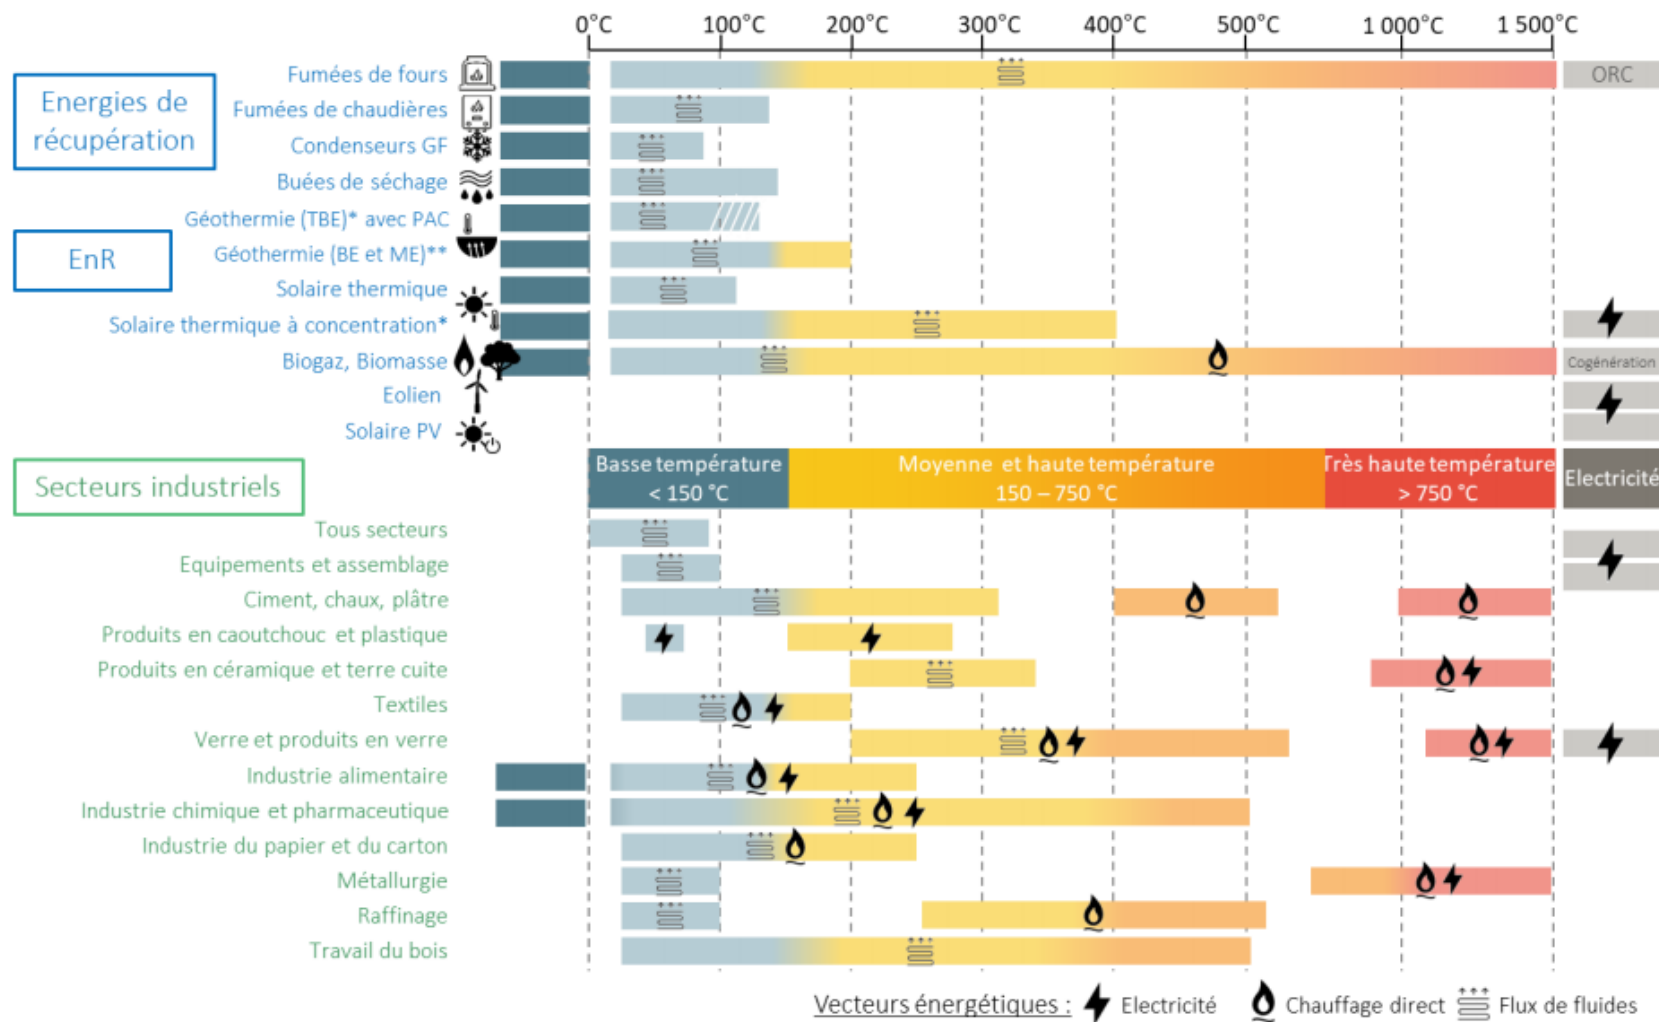 0°C 100°C 200°C 300°C 400°C 500°C 1 000°C 1 500°C
Energies de
récupération
Fumées de fours
ORC
Fumées de chaudières
Condenseurs GF
Buées de séchage
EnR
Géothermie (TBE)* avec PAC
Géothermie (BE et ME)**
Solaire thermique
Solaire thermique à concentration*
Biogaz, Biomasse
Cogénération
Eolien
Solaire PV
Secteurs industriels
Basse température
< 150 °C
Moyenne et haute température
150 – 750 °C
Très haute température
> 750 °C
Electricité
Tous secteurs
Equipements et assemblage
Ciment, chaux, plâtre
Produits en caoutchouc et plastique
Produits en céramique et terre cuite
Textiles
Verre et produits en verre
Industrie alimentaire
Industrie chimique et pharmaceutique
Industrie du papier et du carton
Métallurgie
Raffinage
Travail du bois
Vecteurs énergétiques : Electricité Chauffage direct Flux de fluides